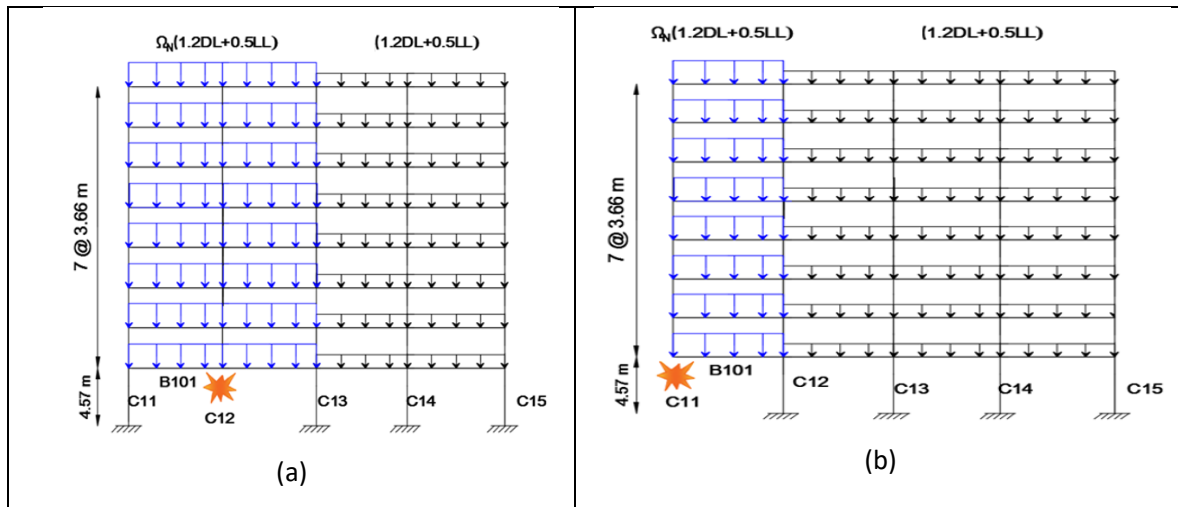 Ω_N(1.2DL+0.5LL) (1.2DL+0.5LL)
7 @ 3.66 m
4.57 m
B101
C11 C12 C13 C14 C15
(a)
Ω_N(1.2DL+0.5LL) (1.2DL+0.5LL)
7 @ 3.66 m
4.57 m
B101
C11 C12 C13 C14 C15
(b)